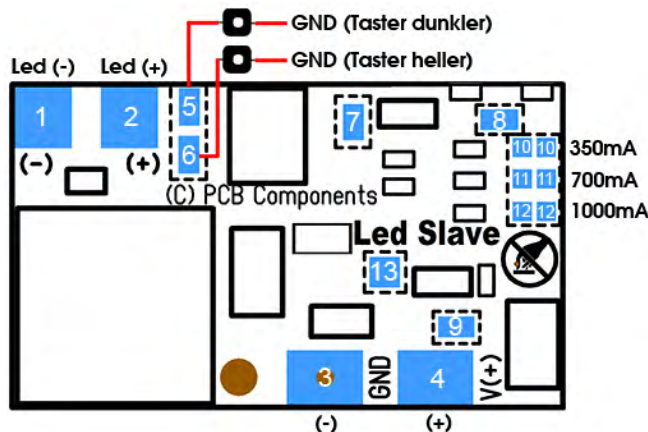 GND (Taster dunkler)
GND (Taster heller)
Led (-) Led (+)
1 2 5 7 8
6
(-) (+)
10 10 350mA
11 11 700mA
12 12 1000mA
(C) PCB Components
Led Slave
13
9
3 GND 4 V(+)
(-) (+)